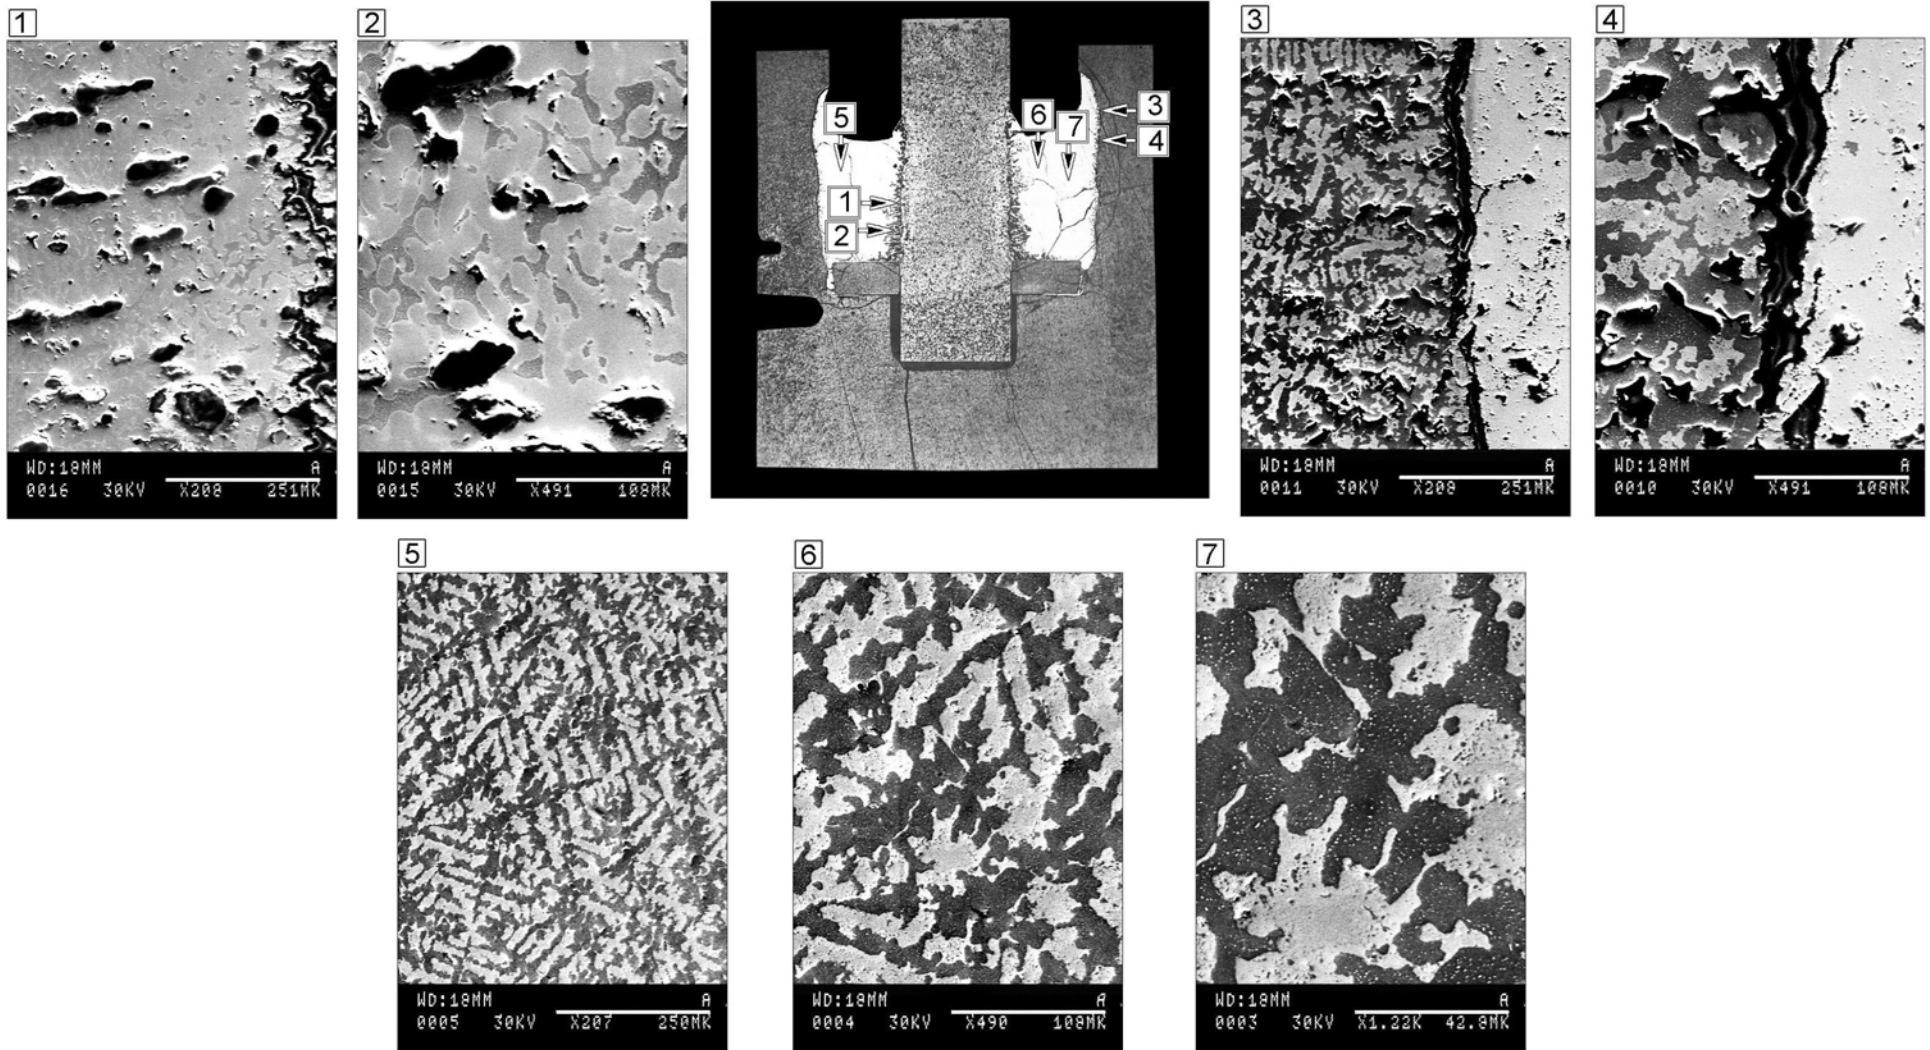 1
WD:18MM A
0016 30KV X208 251MK
2
WD:18MM A
0015 30KV X491 108MK
5
6
7
3
4
1
2
3
WD:18MM A
0011 30KV X208 251MK
4
WD:18MM A
0010 30KV X491 108MK
5
WD:18MM A
0005 30KV X207 250MK
6
WD:18MM A
0004 30KV X490 108MK
7
WD:18MM A
0003 30KV X1.22K 42.8MK